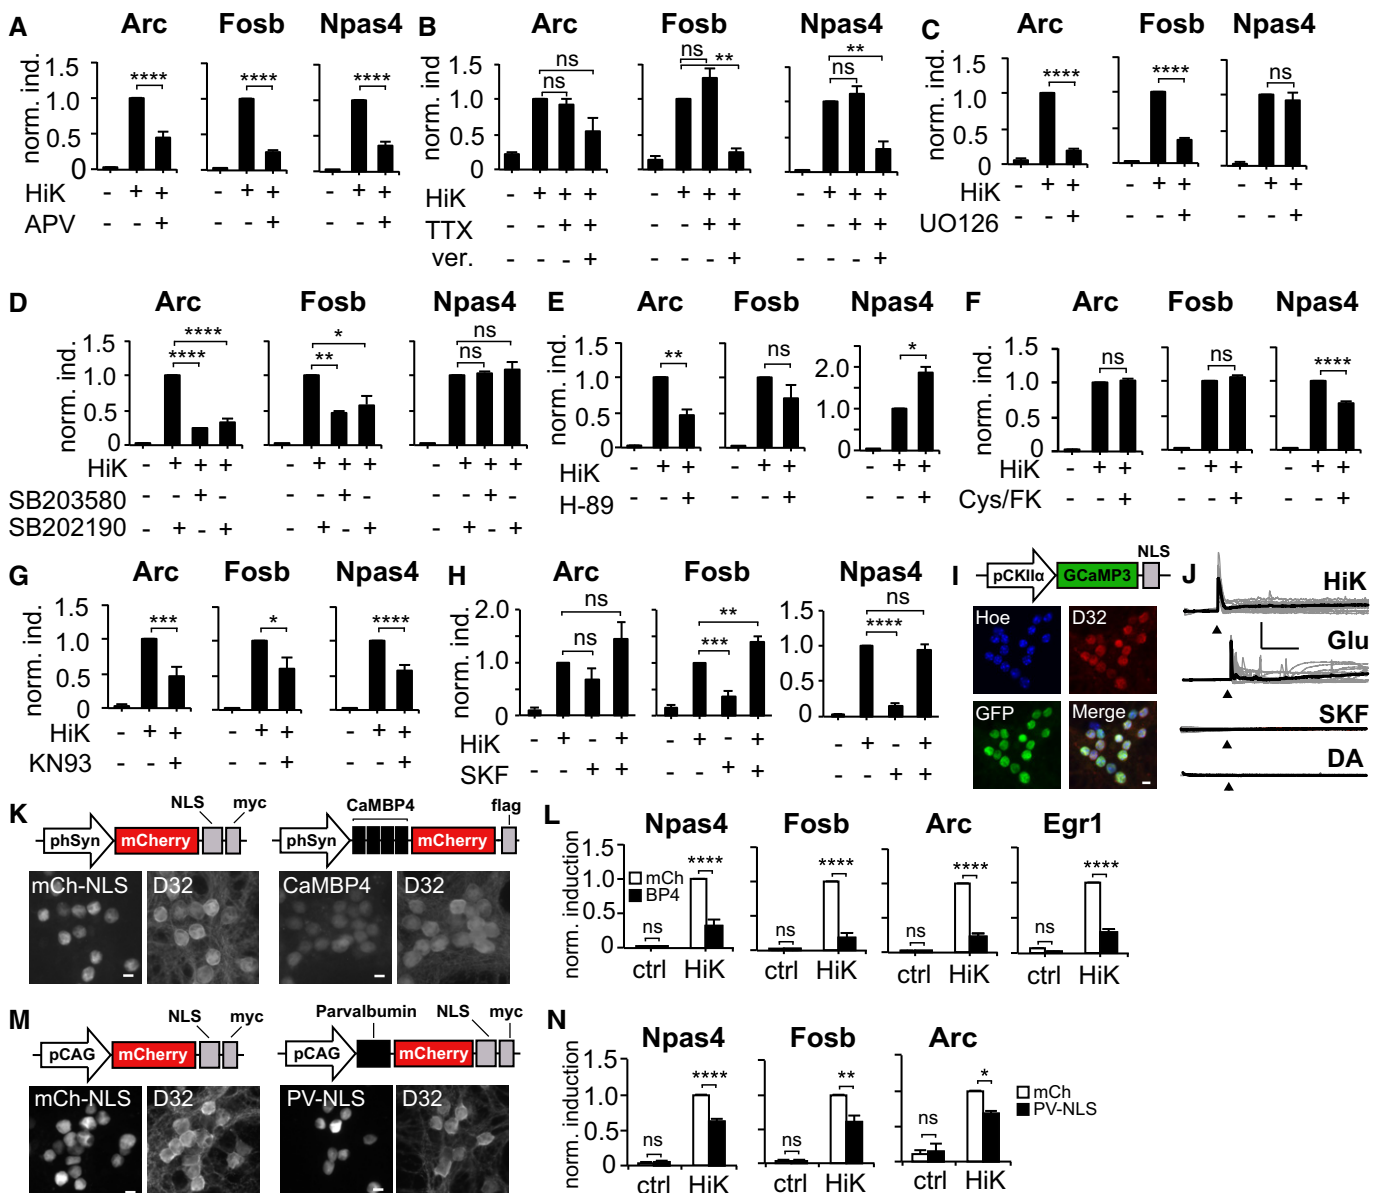 A Arc Fosb Npas4
norm. ind.
1.5
1.0
0.5
0
**** **** ****
HiK - + + - + + - + +
APV - - + - - + - - +
B Arc Fosb Npas4
norm. ind.
1.5
1.0
0.5
0
ns ns ns ** ** ns
HiK - + + + - + + + - + + +
TTX - - + + - - + + - - + +
ver. - - - + - - - + - - - +
C Arc Fosb Npas4
norm. ind.
1.5
1.0
0.5
0
**** **** ns
HiK - + + - + + - + +
UO126 - - + - - + - - +
D Arc Fosb Npas4
norm. ind.
1.5
1.0
0.5
0
**** **** * ** ns ns
HiK - + + + - + + + - + + +
SB203580 - - + - - - + - - - + -
SB202190 - + - + - + - + - + - +
E Arc Fosb Npas4
norm. ind.
1.5
1.0
0.5
0
2.0
1.0
0
** ns *
HiK - + + - + + - + +
H-89 - - + - - + - - +
F Arc Fosb Npas4
norm. ind.
1.5
1.0
0.5
0
ns ns ****
HiK - + + - + + - + +
Cys/FK - - + - - + - - +
G Arc Fosb Npas4
norm. ind.
1.5
1.0
0.5
0
*** * ****
HiK - + + - + + - + +
KN93 - - + - - + - - +
H Arc Fosb Npas4
norm. ind.
2.0
1.0
0
1.5
1.0
0.5
0
ns ns ** *** ns ****
HiK - + - + - + - + - + - +
SKF - - + + - - + + - - + +
I pCKIIα GCaMP3 NLS
Hoe D32
GFP Merge
J HiK
Glu
SKF
DA
K phSyn mCherry NLS myc
phSyn CaMBP4 mCherry flag
mCh-NLS D32 CaMBP4 D32
L Npas4 Fosb Arc Egr1
norm. induction
1.5
1.0
0.5
0
mCh
BP4
ns **** ns **** ns **** ns ****
ctrl HiK ctrl HiK ctrl HiK ctrl HiK
M pCAG mCherry NLS myc
pCAG Parvalbumin mCherry NLS myc
mCh-NLS D32 PV-NLS D32
N Npas4 Fosb Arc
norm. induction
1.5
1.0
0.5
0
ns **** ns ** ns *
mCh
PV-NLS
ctrl HiK ctrl HiK ctrl HiK